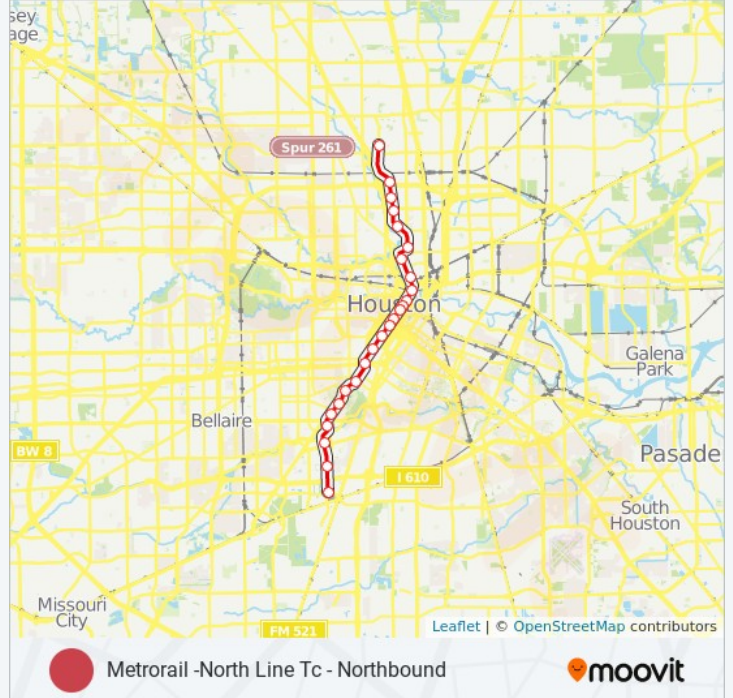 sey
age
Spur 261
Houston
Galena
Park
Bellaire
BW 8
Pasade
I 610
South
Houston
Missouri
City
FM 521
Leaflet | © OpenStreetMap contributors
Metrorail -North Line Tc - Northbound
moovit